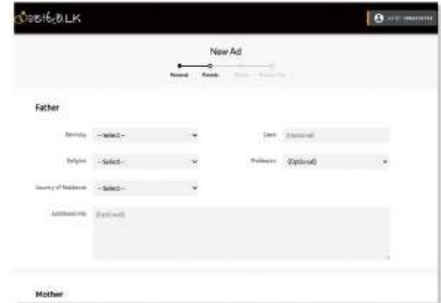 New Ad
Personal Parents
Father
Ethnicity -- Select -- Caste (Optional)
Religion -- Select -- Profession (Optional)
Country of Residence -- Select --
Additional Info (Optional)
Mother